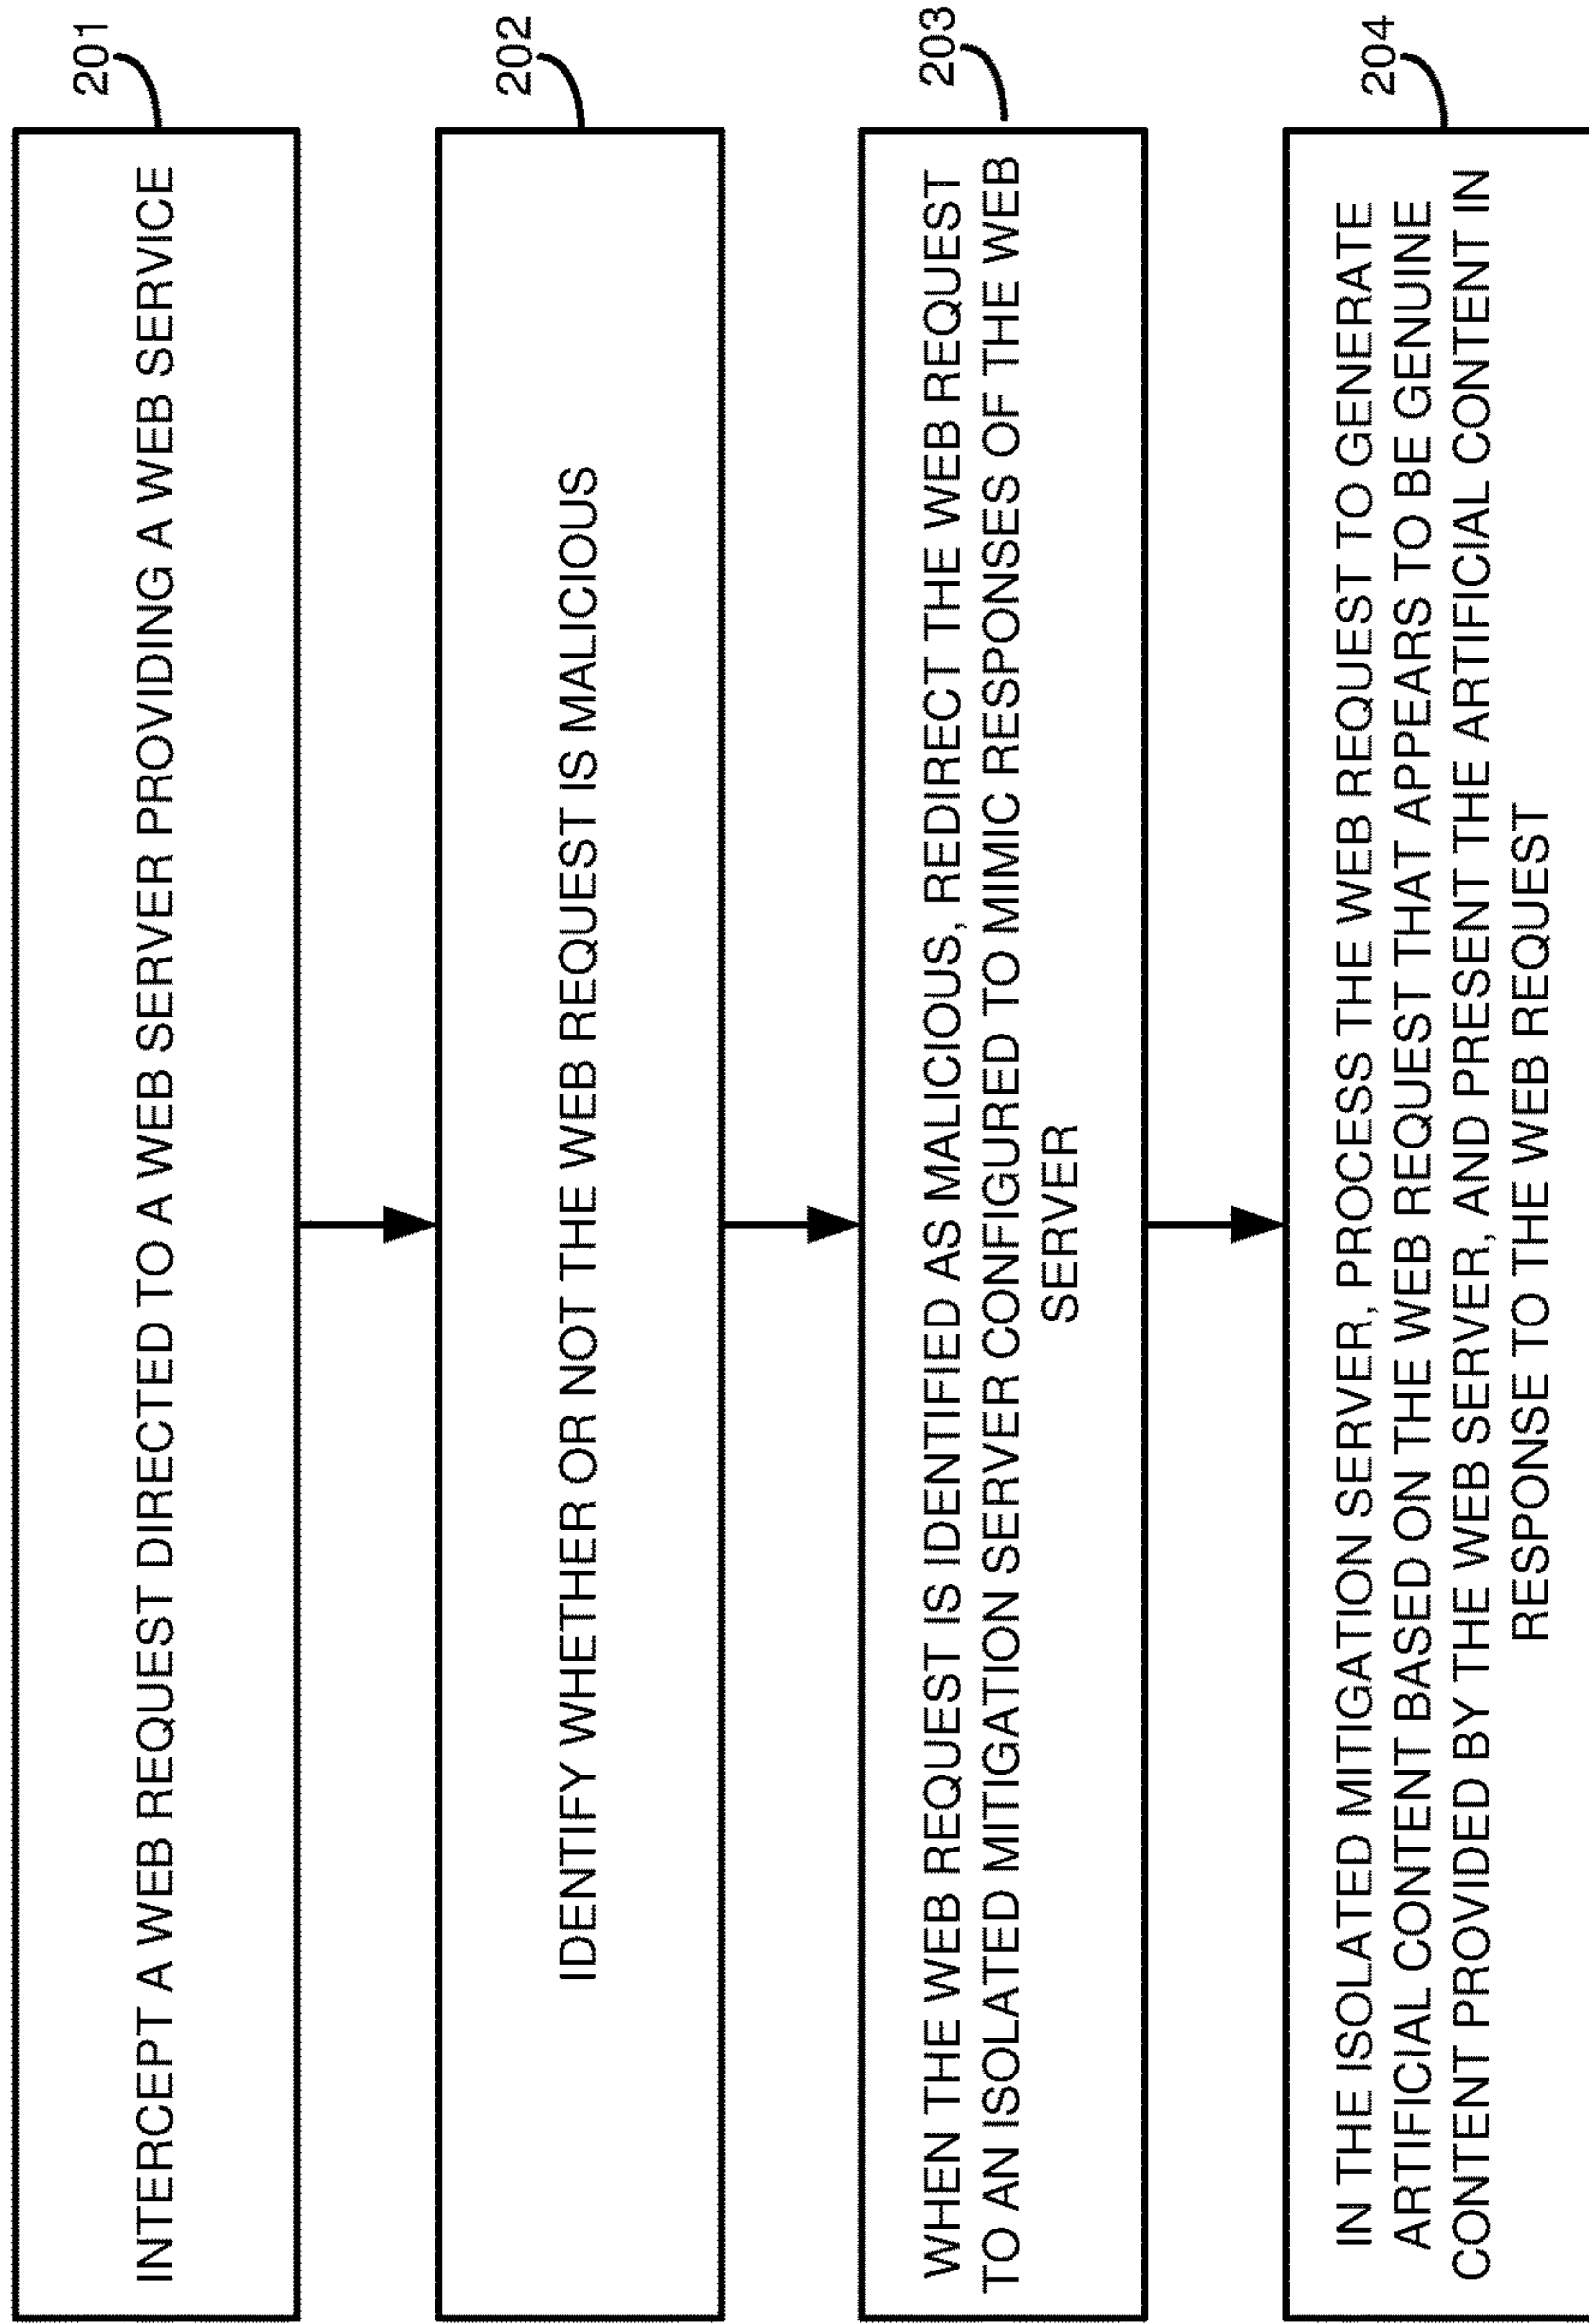 201
INTERCEPT A WEB REQUEST DIRECTED TO A WEB SERVER PROVIDING A WEB SERVICE
202
IDENTIFY WHETHER OR NOT THE WEB REQUEST IS MALICIOUS
203
WHEN THE WEB REQUEST IS IDENTIFIED AS MALICIOUS, REDIRECT THE WEB REQUEST
TO AN ISOLATED MITIGATION SERVER CONFIGURED TO MIMIC RESPONSES OF THE WEB
SERVER
204
IN THE ISOLATED MITIGATION SERVER, PROCESS THE WEB REQUEST TO GENERATE
ARTIFICIAL CONTENT BASED ON THE WEB REQUEST THAT APPEARS TO BE GENUINE
CONTENT PROVIDED BY THE WEB SERVER, AND PRESENT THE ARTIFICIAL CONTENT IN
RESPONSE TO THE WEB REQUEST